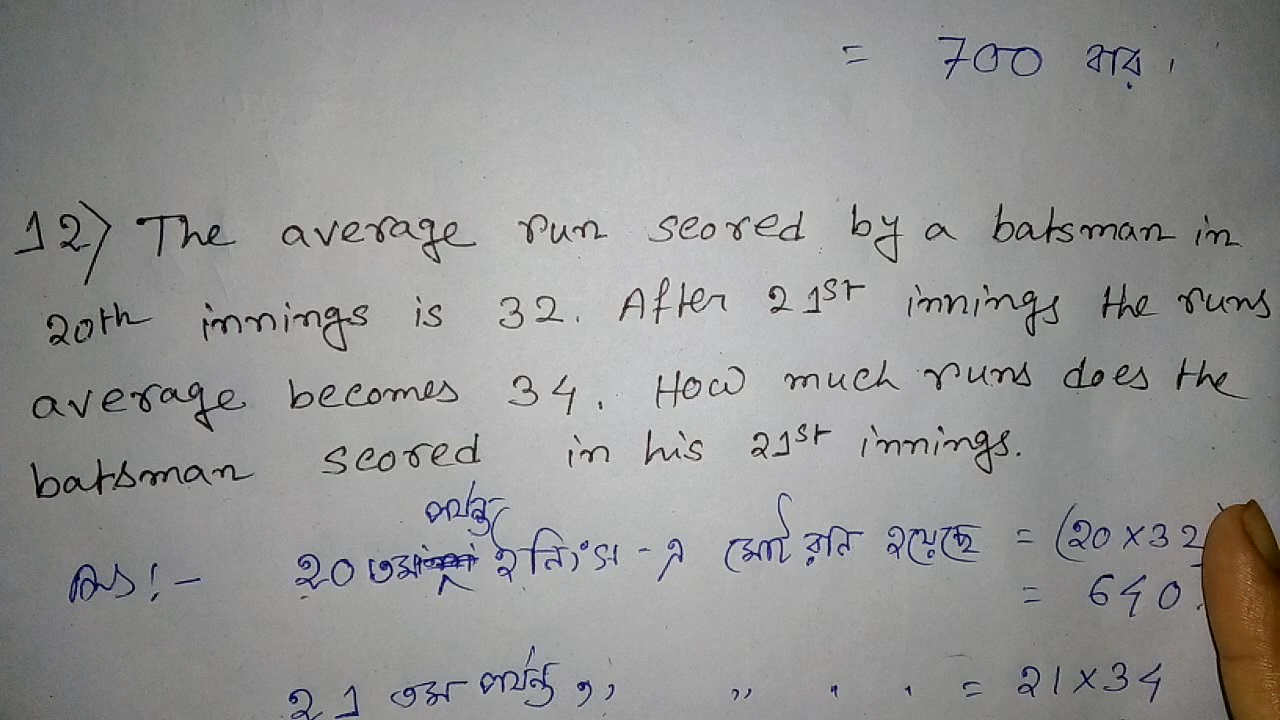 = 700 বার।
12) The average run scored by a batsman in
20th innings is 32. After 21st innings the runs
average becomes 34. How much runs does the
batsman scored in his 21st innings.
পর্যন্ত
Ans:- 20 তম ইনিংস-এ মোট রান হয়েছে = (20 x 32
= 640.
21 তম পর্যন্ত ,, ,, . . = 21 x 34